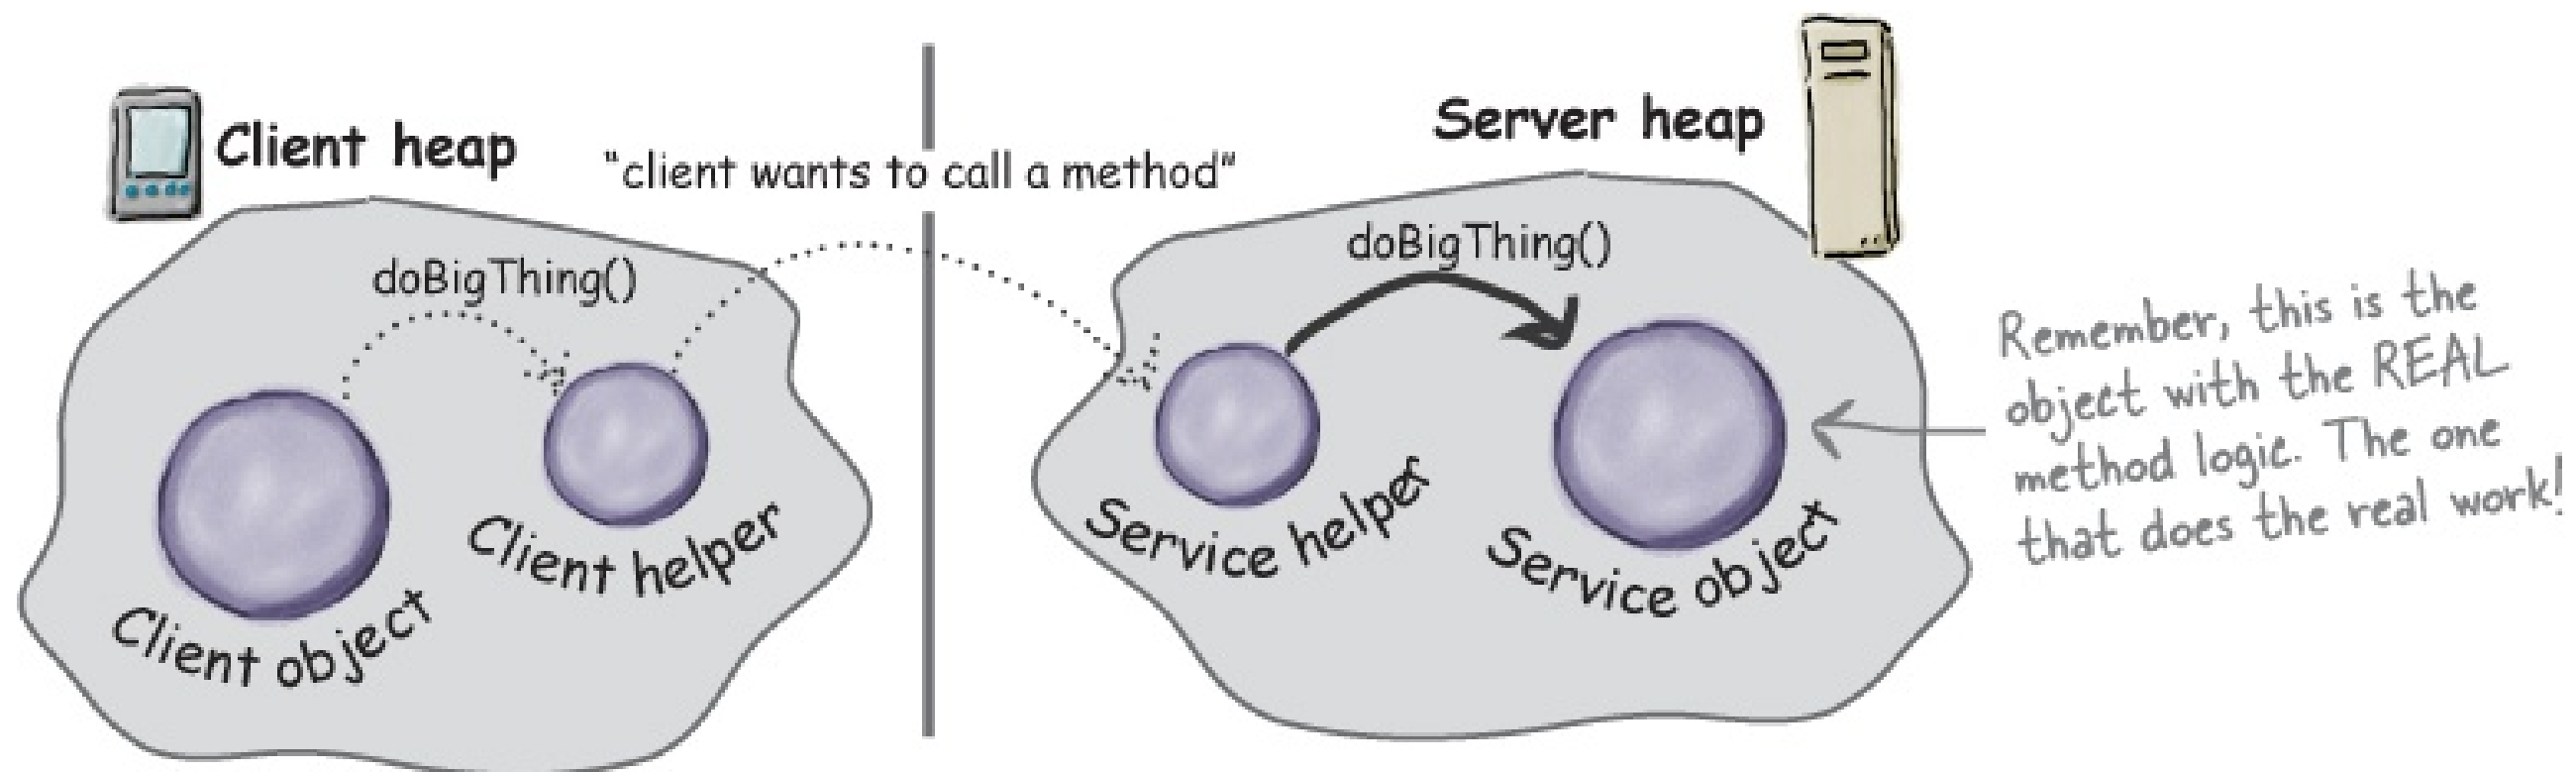 Client heap
"client wants to call a method"
Server heap
doBigThing()
doBigThing()
Client object
Client helper
Service helper
Service object
Remember, this is the
object with the REAL
method logic. The one
that does the real work!